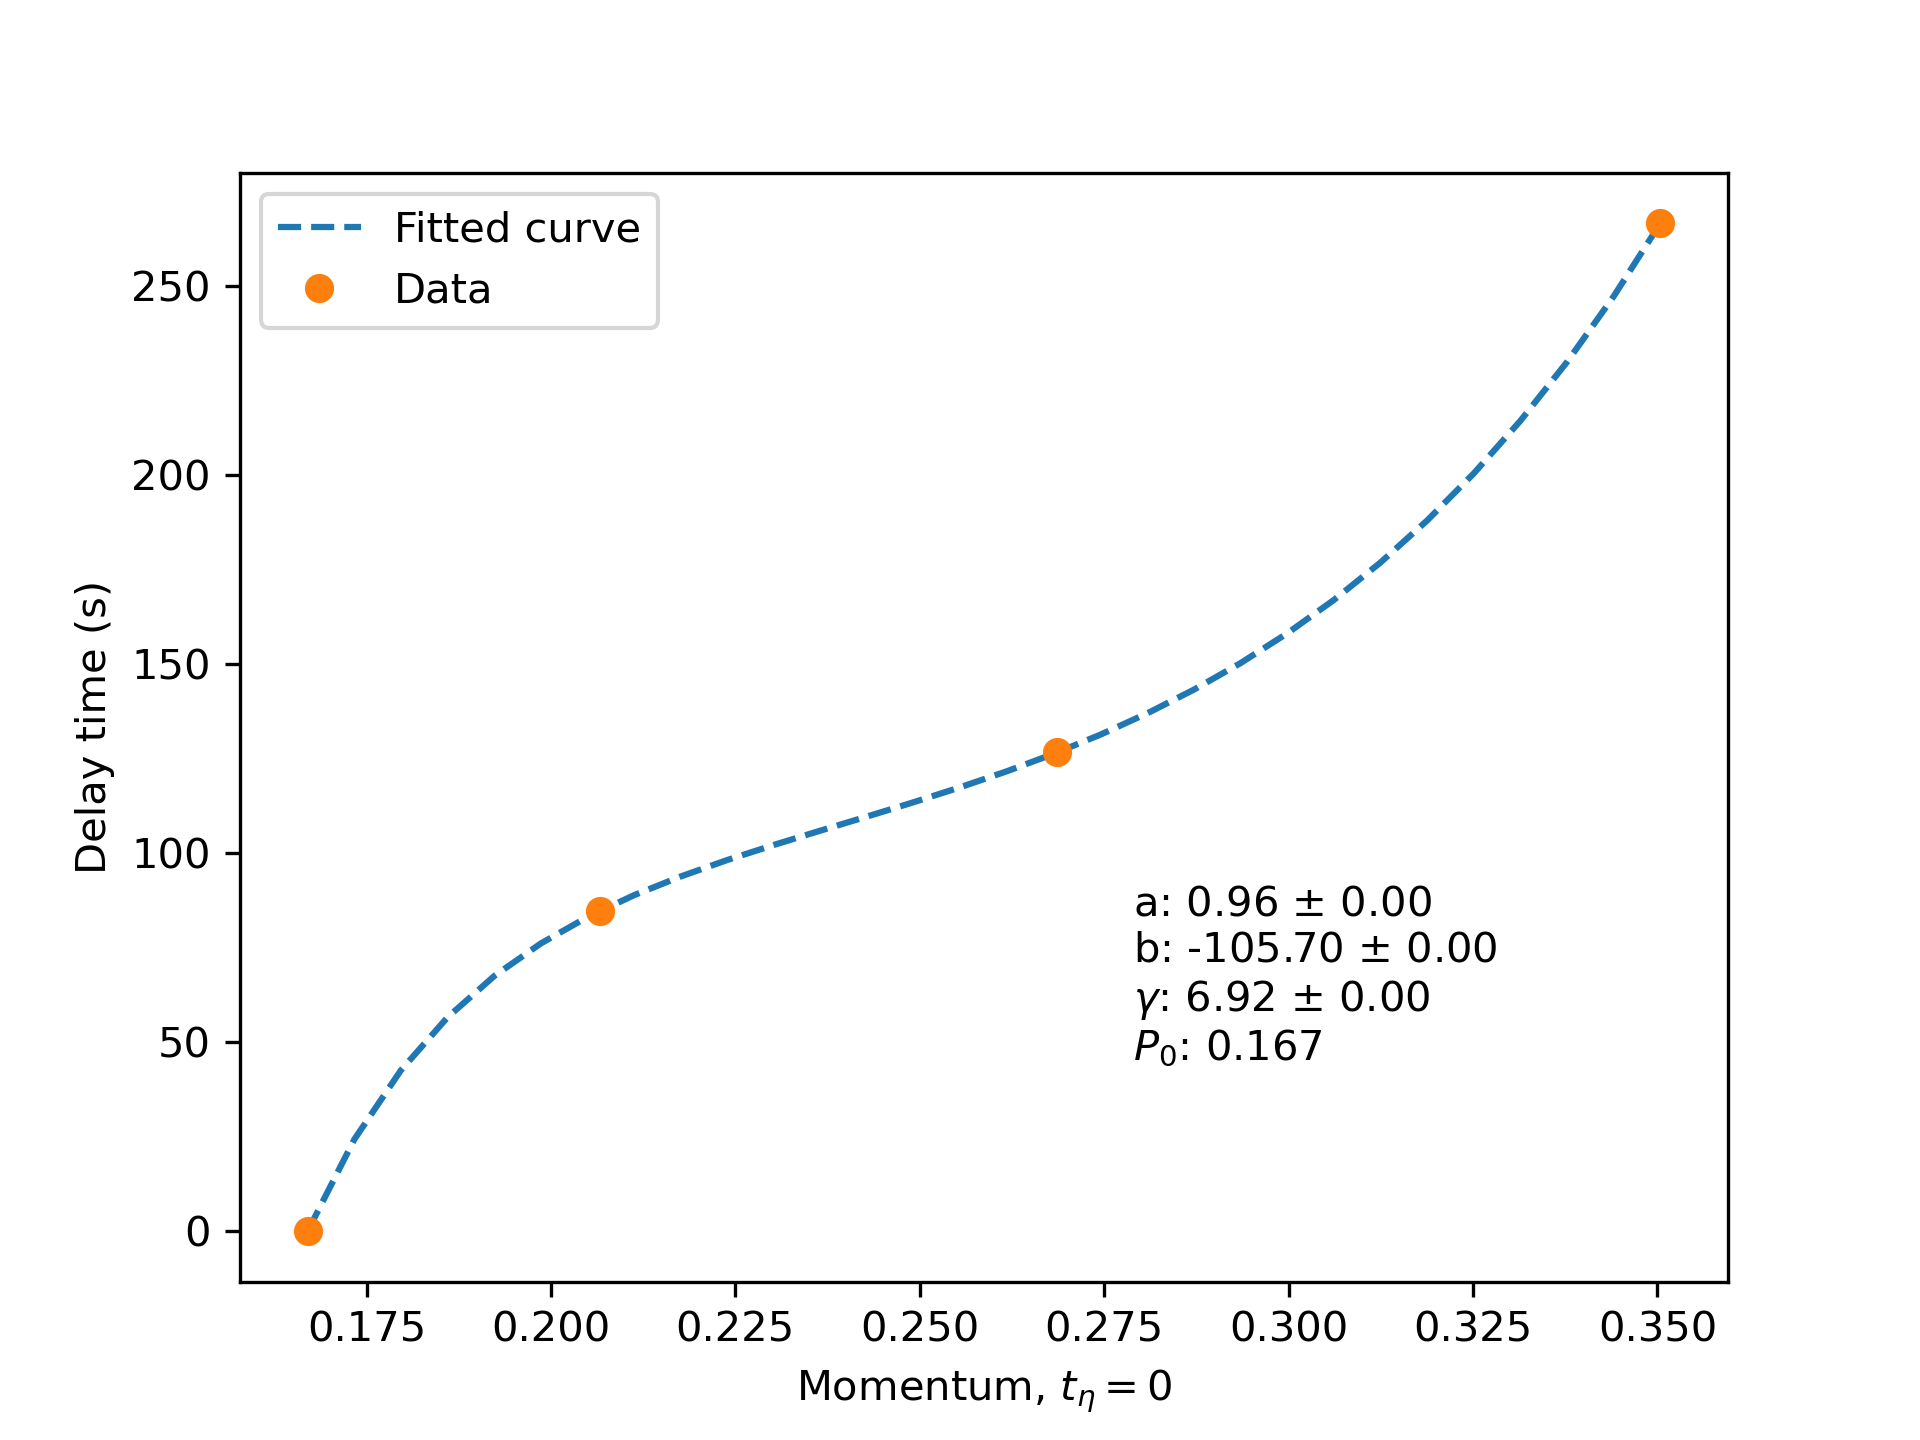 Fitted curve
Data
250
200
150
100
50
0
Delay time (s)
a: 0.96 ± 0.00
b: -105.70 ± 0.00
γ: 6.92 ± 0.00
P₀: 0.167
0.175 0.200 0.225 0.250 0.275 0.300 0.325 0.350
Momentum, tη = 0